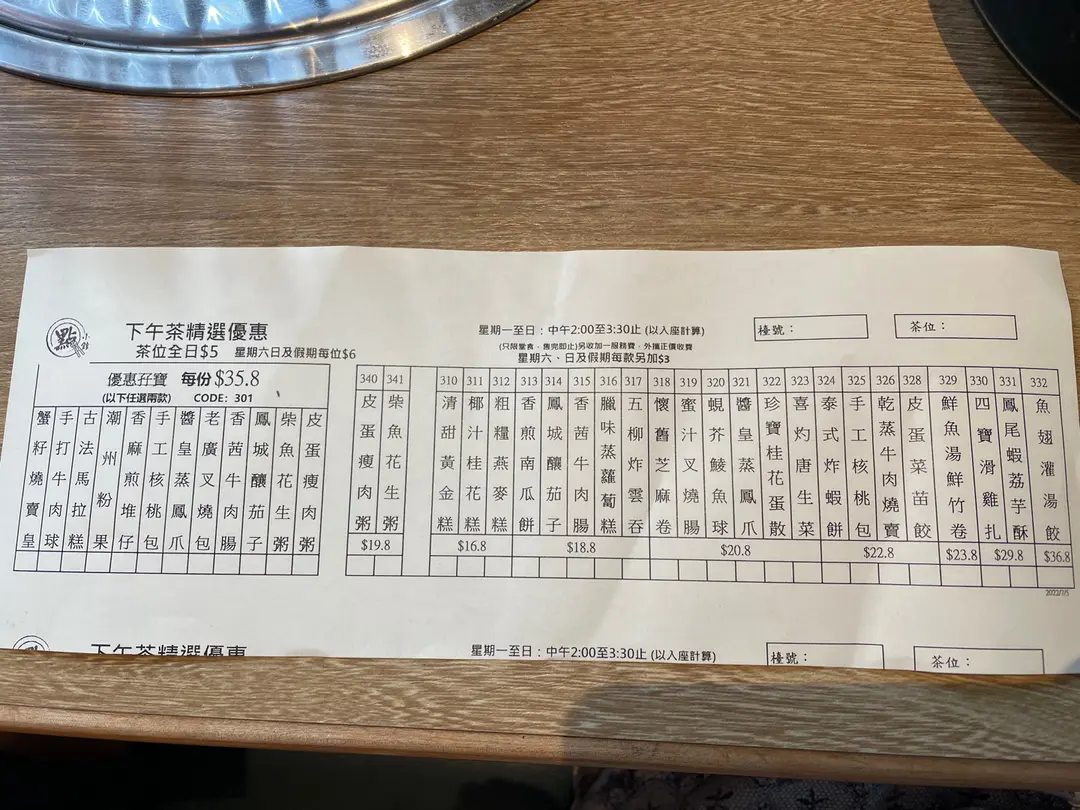 點
小館
下午茶精選優惠
茶位全日$5 星期六日及假期每位$6
星期一至日:中午2:00至3:30止 (以入座計算)
(只限堂食,售完即止)另收加一服務費,外攜正價收費
星期六、日及假期每款另加$3
檯號:
茶位:
優惠孖寶 每份 $35.8
(以下任選兩款) CODE: 301
蟹籽燒賣皇
手打牛肉球
古法馬拉糕
潮州粉果
香麻煎堆仔
手工核桃包
醬皇蒸鳳爪
老廣叉燒包
香茜牛肉腸
鳳城釀茄子
柴魚花生粥
皮蛋瘦肉粥
340 皮蛋瘦肉粥
341 柴魚花生粥
$19.8
310 清甜黃金糕
311 椰汁桂花糕
312 粗糧燕麥糕
$16.8
313 香煎南瓜餅
314 鳳城釀茄子
315 香茜牛肉腸
316 臘味蒸蘿蔔糕
317 五柳炸雲吞
$18.8
318 懷舊芝麻卷
319 蜜汁叉燒腸
320 蜆芥鯪魚球
321 醬皇蒸鳳爪
322 珍寶桂花蛋散
323 喜灼唐生菜
$20.8
324 泰式炸蝦餅
325 手工核桃包
326 乾蒸牛肉燒賣
328 皮蛋菜苗餃
$22.8
329 鮮魚湯鮮竹卷
$23.8
330 四寶滑雞扎
331 鳳尾蝦荔芋酥
$29.8
332 魚翅灌湯餃
$36.8
2022/7/5
下午茶精選優惠
星期一至日:中午2:00至3:30止 (以入座計算)
檯號:
茶位: